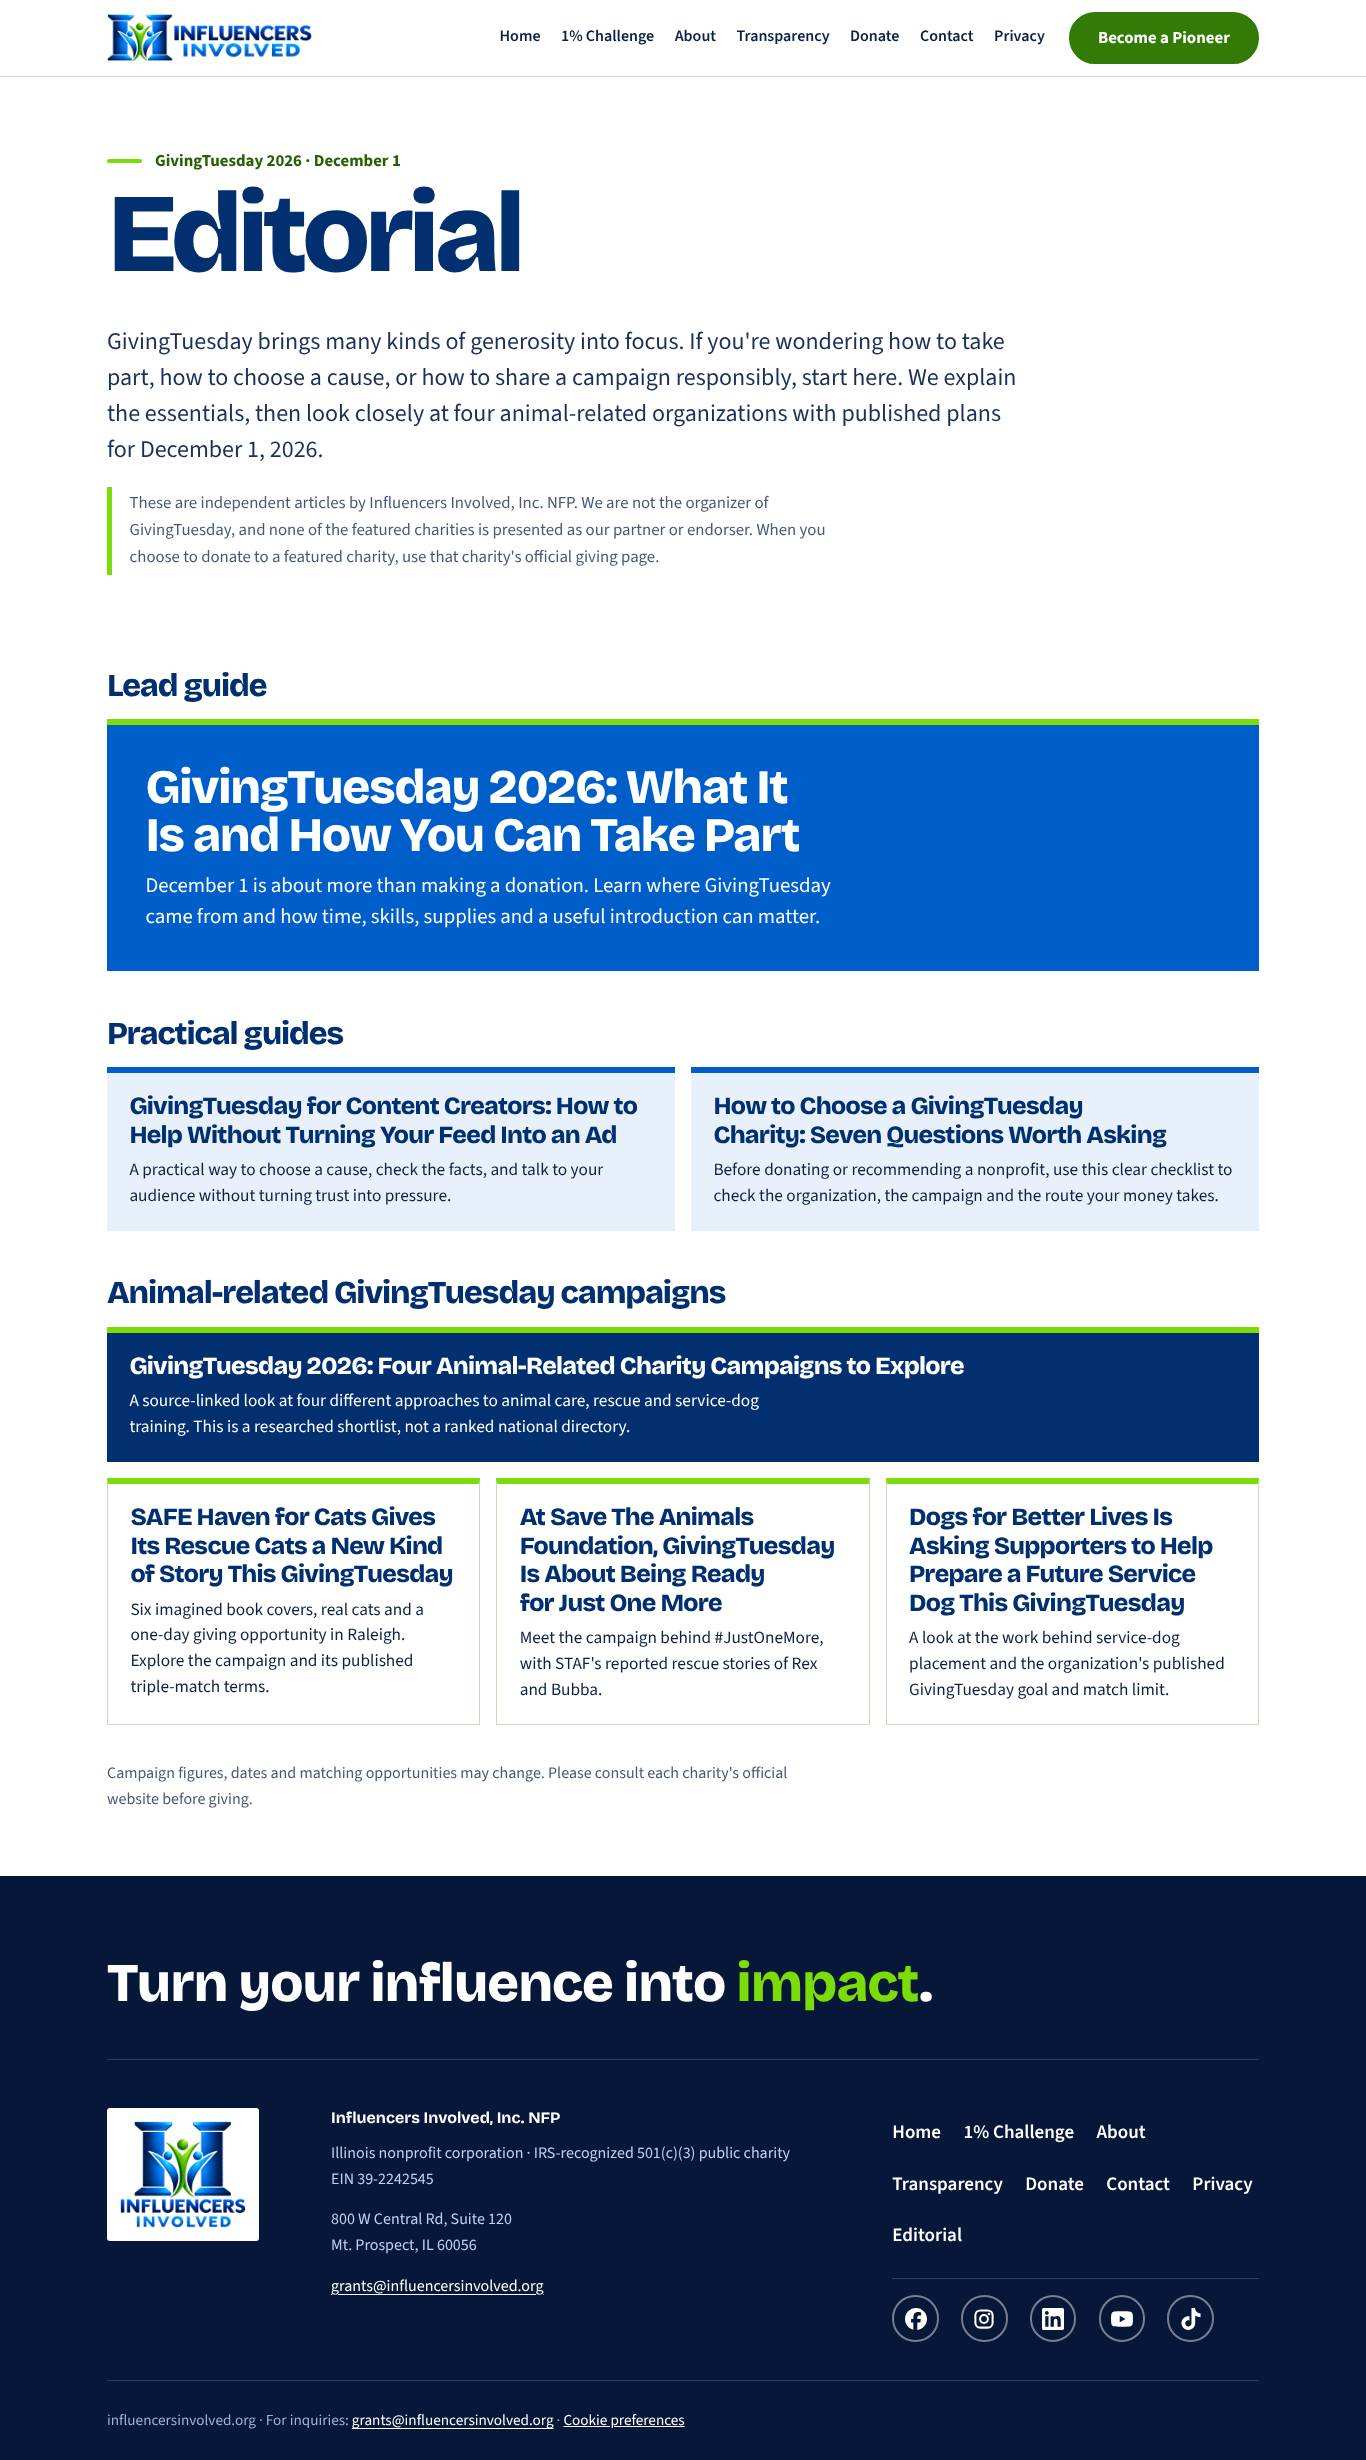 INFLUENCERS
INVOLVED
Home 1% Challenge About Transparency Donate Contact Privacy Become a Pioneer
GivingTuesday 2026 · December 1
Editorial
GivingTuesday brings many kinds of generosity into focus. If you're wondering how to take
part, how to choose a cause, or how to share a campaign responsibly, start here. We explain
the essentials, then look closely at four animal-related organizations with published plans
for December 1, 2026.
These are independent articles by Influencers Involved, Inc. NFP. We are not the organizer of
GivingTuesday, and none of the featured charities is presented as our partner or endorser. When you
choose to donate to a featured charity, use that charity's official giving page.
Lead guide
GivingTuesday 2026: What It
Is and How You Can Take Part
December 1 is about more than making a donation. Learn where GivingTuesday
came from and how time, skills, supplies and a useful introduction can matter.
Practical guides
GivingTuesday for Content Creators: How to
Help Without Turning Your Feed Into an Ad
A practical way to choose a cause, check the facts, and talk to your
audience without turning trust into pressure.
How to Choose a GivingTuesday
Charity: Seven Questions Worth Asking
Before donating or recommending a nonprofit, use this clear checklist to
check the organization, the campaign and the route your money takes.
Animal-related GivingTuesday campaigns
GivingTuesday 2026: Four Animal-Related Charity Campaigns to Explore
A source-linked look at four different approaches to animal care, rescue and service-dog
training. This is a researched shortlist, not a ranked national directory.
SAFE Haven for Cats Gives
Its Rescue Cats a New Kind
of Story This GivingTuesday
Six imagined book covers, real cats and a
one-day giving opportunity in Raleigh.
Explore the campaign and its published
triple-match terms.
At Save The Animals
Foundation, GivingTuesday
Is About Being Ready
for Just One More
Meet the campaign behind #JustOneMore,
with STAF's reported rescue stories of Rex
and Bubba.
Dogs for Better Lives Is
Asking Supporters to Help
Prepare a Future Service
Dog This GivingTuesday
A look at the work behind service-dog
placement and the organization's published
GivingTuesday goal and match limit.
Campaign figures, dates and matching opportunities may change. Please consult each charity's official
website before giving.
Turn your influence into impact.
INFLUENCERS
INVOLVED
Influencers Involved, Inc. NFP
Illinois nonprofit corporation · IRS-recognized 501(c)(3) public charity
EIN 39-2242545
800 W Central Rd, Suite 120
Mt. Prospect, IL 60056
grants@influencersinvolved.org
Home 1% Challenge About
Transparency Donate Contact Privacy
Editorial
influencersinvolved.org · For inquiries: grants@influencersinvolved.org · Cookie preferences